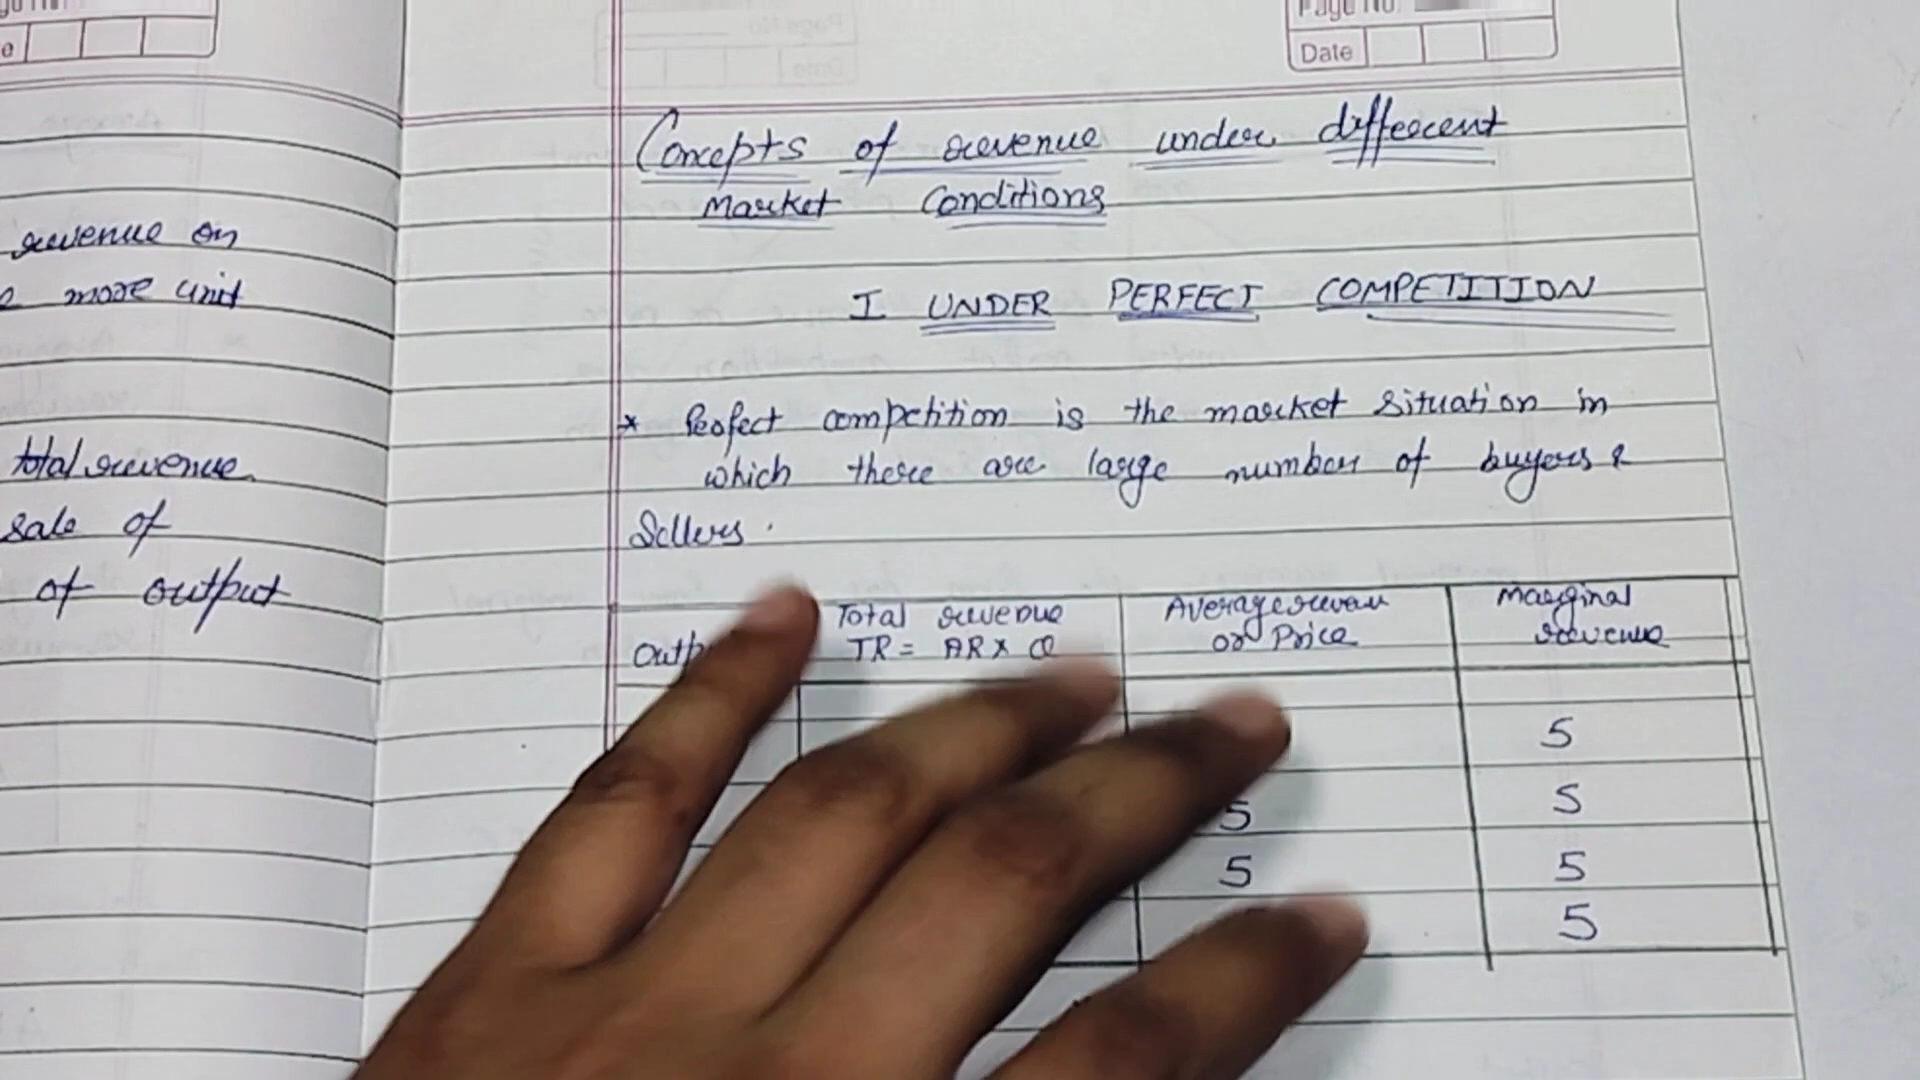 Date
revenue on
more unit
total revenue
sale of
of output
Page No
Date
Concepts of revenue under different
market Conditions
I UNDER PERFECT COMPETITION
* Perfect competition is the market situation in
which there are large number of buyers &
Sellers.
Total revenue Average revenue Marginal
TR = AR x Q or Price revenue
5
5 5
5 5
5